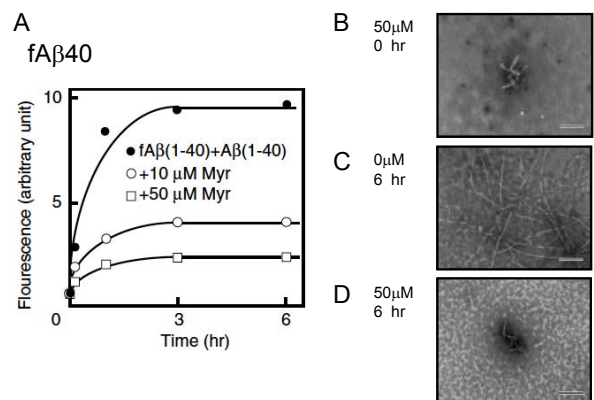 A
fAβ40
Flourescence (arbitrary unit)
10
5
0
3
6
Time (hr)
fAβ(1-40)+Aβ(1-40)
+10 μM Myr
+50 μM Myr
B
50μM
0 hr
C
0μM
6 hr
D
50μM
6 hr